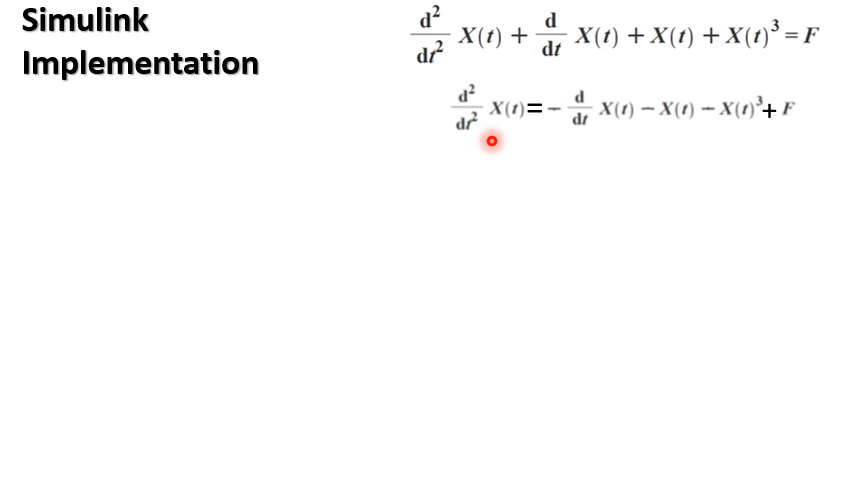 Simulink
Implementation
d²/dt² X(t) + d/dt X(t) + X(t) + X(t)³ = F
d²/dt² X(t) = − d/dt X(t) − X(t) − X(t)³ + F